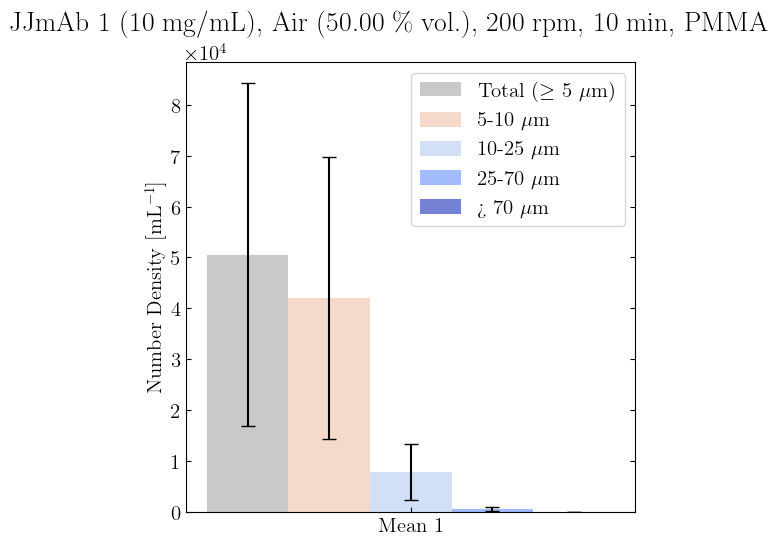 JJmAb 1 (10 mg/mL), Air (50.00 % vol.), 200 rpm, 10 min, PMMA
×10⁴
Total (≥ 5 μm)
5-10 μm
10-25 μm
25-70 μm
¿ 70 μm
8
7
6
5
4
3
2
1
0
Number Density [mL⁻¹]
Mean 1